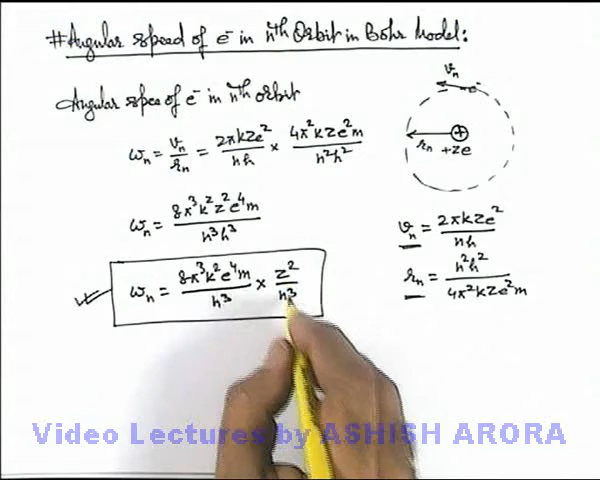 # Angular speed of e⁻ in nth Orbit in Bohr Model:
Angular spee of e⁻ in nth orbit
ωₙ = vₙ/rₙ = 2πkZe²/nh × 4π²kZe²m/n²h²
ωₙ = 8π³k²z²e⁴m/n³h³
ωₙ = 8π³k²e⁴m/h³ × z²/n³
vₙ
e⁻
rₙ
+
+ze
vₙ = 2πkZe²/nh
rₙ = n²h²/4π²kZe²m
Video Lectures by ASHISH ARORA